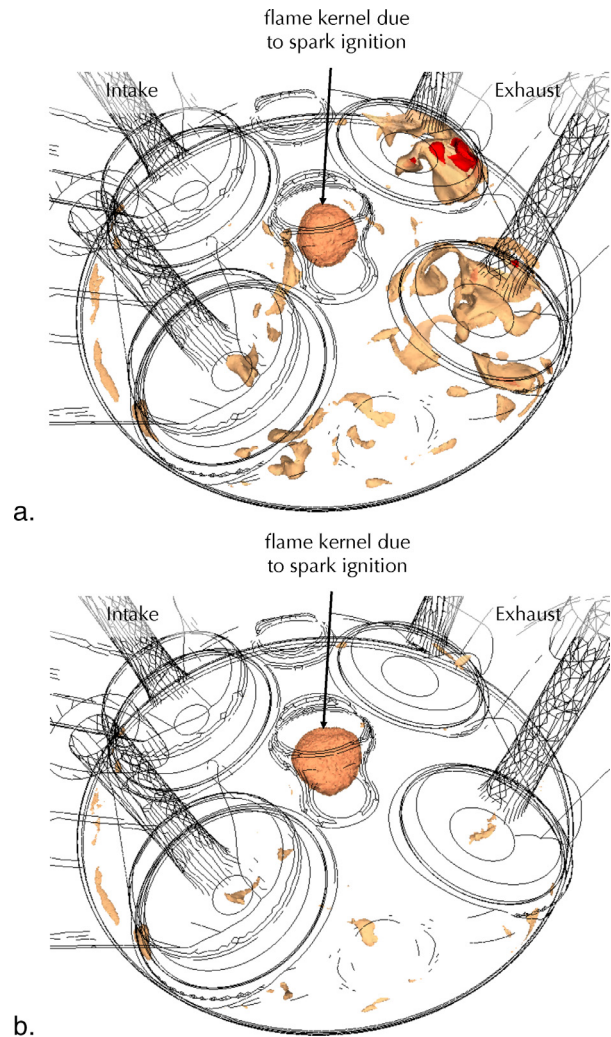 flame kernel due
to spark ignition
Intake
Exhaust
a.
flame kernel due
to spark ignition
Intake
Exhaust
b.